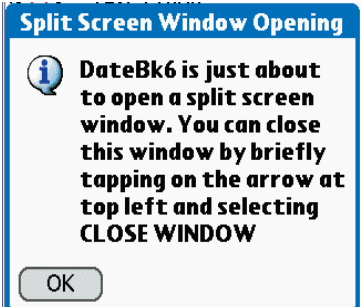 Split Screen Window Opening
DateBk6 is just about
to open a split screen
window. You can close
this window by briefly
tapping on the arrow at
top left and selecting
CLOSE WINDOW
OK